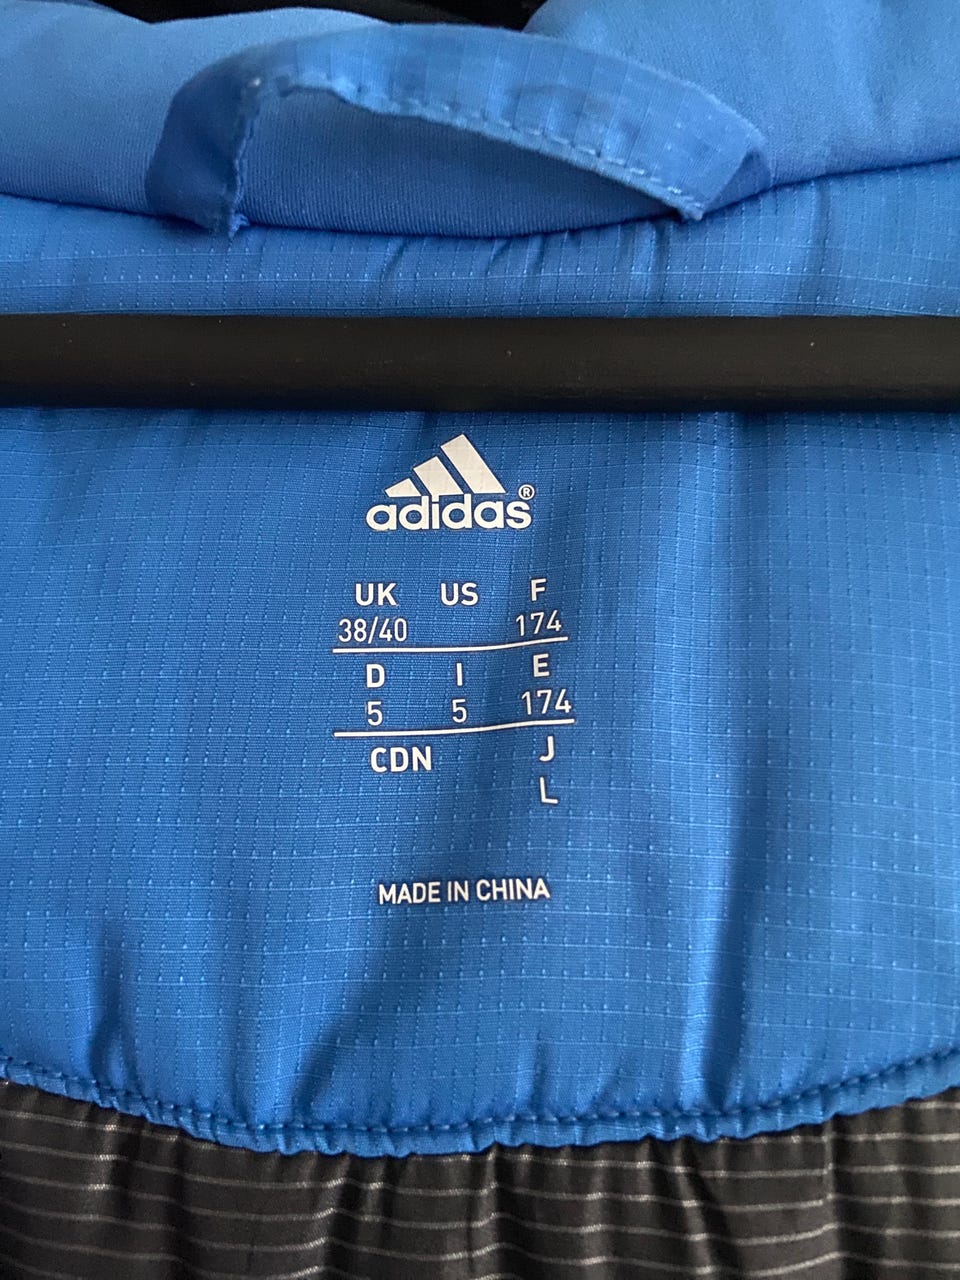 adidas®
UK US F
38/40 174
D I E
5 5 174
CDN J
L
MADE IN CHINA